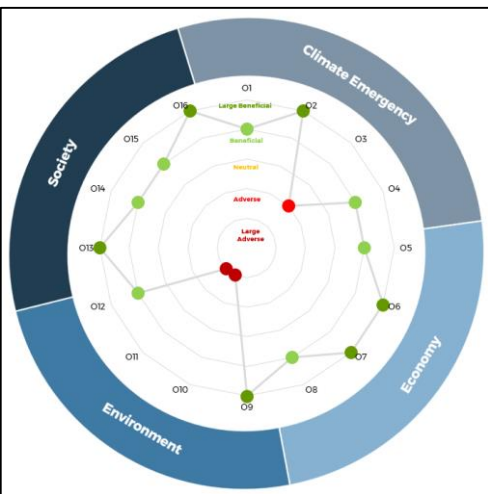 Climate Emergency
Economy
Environment
Society
O1
O2
O3
O4
O5
O6
O7
O8
O9
O10
O11
O12
O13
O14
O15
O16
Large Beneficial
Beneficial
Neutral
Adverse
Large
Adverse